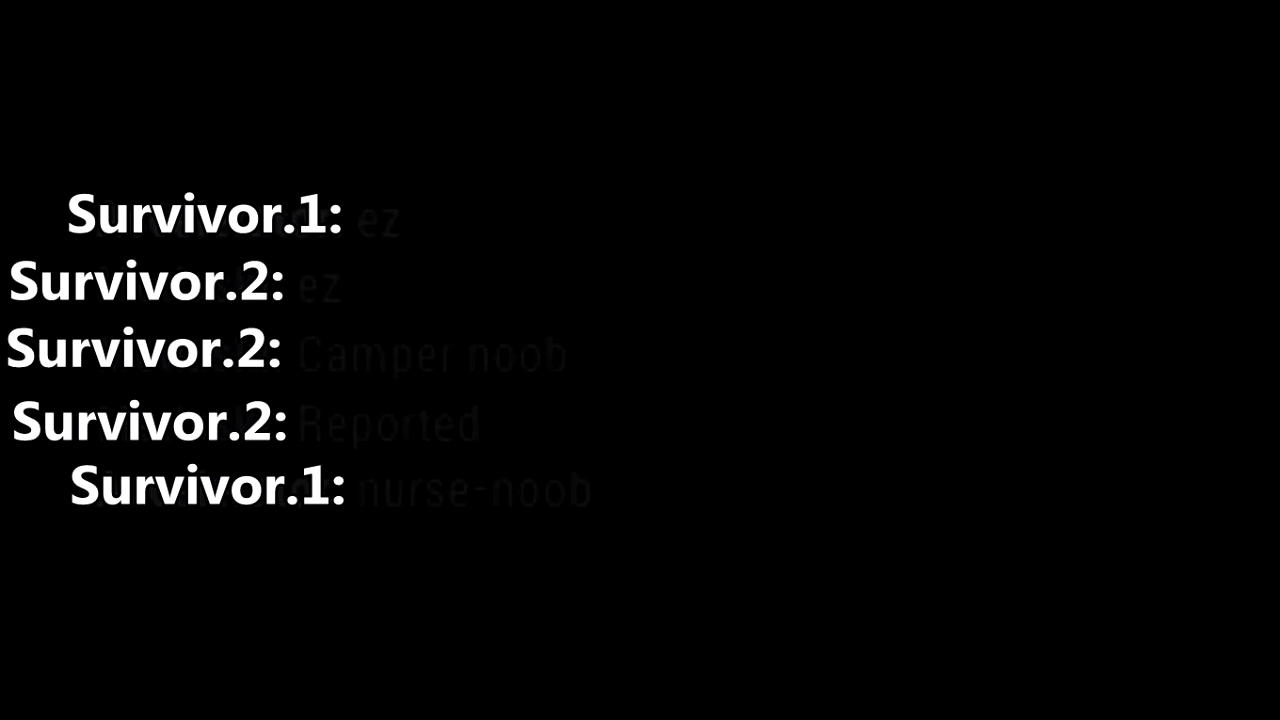 Survivor.1: ez
Survivor.2: ez
Survivor.2: Camper noob
Survivor.2: Reported
Survivor.1: nurse-noob